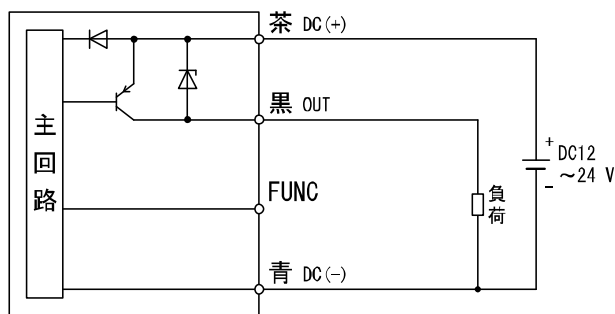 茶 DC(+)
黒 OUT
主回路
FUNC
青 DC(-)
負荷
+
DC12
～24 V
-